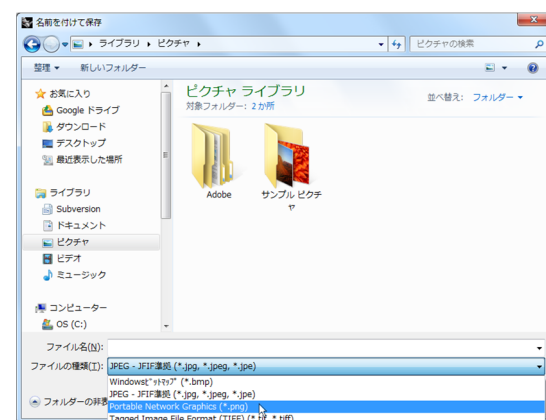 名前を付けて保存
ライブラリ ピクチャ
ピクチャの検索
整理 新しいフォルダー
お気に入り
Google ドライブ
ダウンロード
デスクトップ
最近表示した場所
ライブラリ
Subversion
ドキュメント
ピクチャ
ビデオ
ミュージック
コンピューター
OS (C:)
ピクチャ ライブラリ
対象フォルダー: 2 か所
並べ替え: フォルダー
Adobe
サンプル ピクチ
ャ
ファイル名(N):
ファイルの種類(T): JPEG - JFIF準拠 (*.jpg, *.jpeg, *.jpe)
Windowsﾋﾞｯﾄﾏｯﾌﾟ (*.bmp)
JPEG - JFIF準拠 (*.jpg, *.jpeg, *.jpe)
フォルダーの非表
Portable Network Graphics (*.png)
Tagged Image File Format (TIFF) (*.tif, *.tiff)